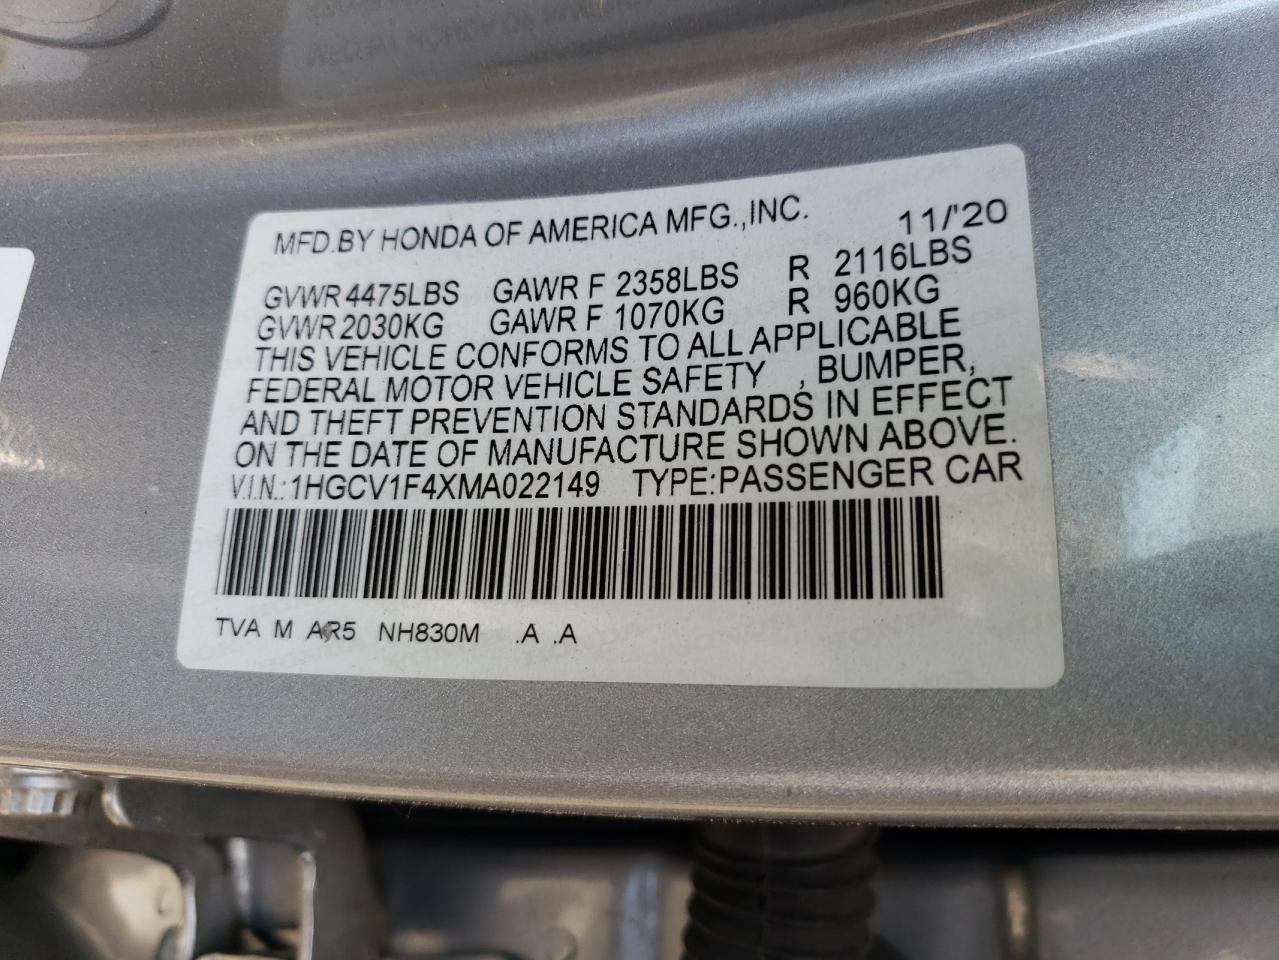 MFD.BY HONDA OF AMERICA MFG.,INC. 11/'20
GVWR 4475LBS GAWR F 2358LBS R 2116LBS
GVWR 2030KG GAWR F 1070KG R 960KG
THIS VEHICLE CONFORMS TO ALL APPLICABLE
FEDERAL MOTOR VEHICLE SAFETY , BUMPER,
AND THEFT PREVENTION STANDARDS IN EFFECT
ON THE DATE OF MANUFACTURE SHOWN ABOVE.
V.I.N.: 1HGCV1F4XMA022149 TYPE:PASSENGER CAR
TVA M AR5 NH830M .A .A